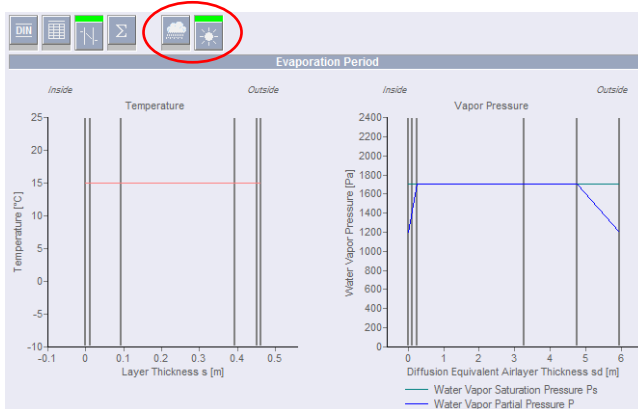 DIN
Σ
Evaporation Period
Inside
Outside
Temperature
25
20
15
10
5
0
-5
-10
Temperature [°C]
-0.1
0
0.1
0.2
0.3
0.4
0.5
Layer Thickness s [m]
Inside
Outside
Vapor Pressure
2400
2200
2000
1800
1600
1400
1200
1000
800
600
400
200
0
Water Vapor Pressure [Pa]
0
1
2
3
4
5
6
Diffusion Equivalent Airlayer Thickness sd [m]
Water Vapor Saturation Pressure Ps
Water Vapor Partial Pressure P